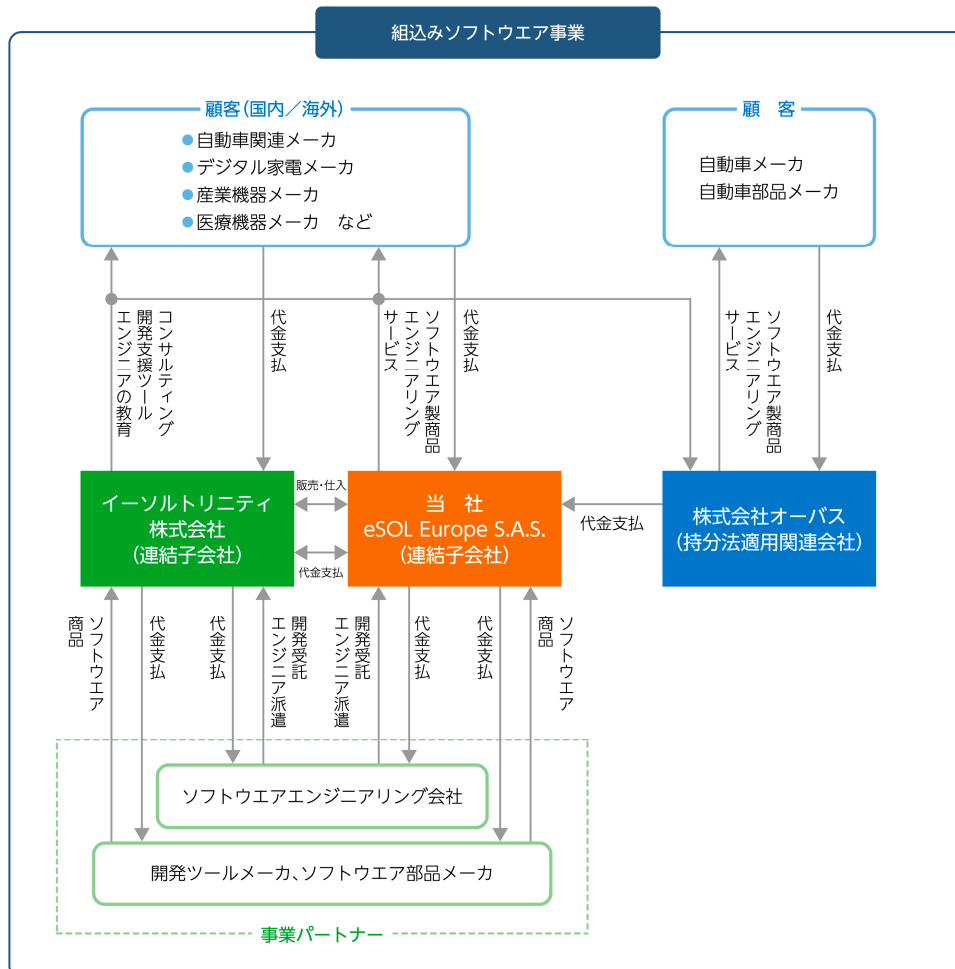 組込みソフトウエア事業
顧客(国内／海外)
●自動車関連メーカ
●デジタル家電メーカ
●産業機器メーカ
●医療機器メーカ　など
顧　客
自動車メーカ
自動車部品メーカ
コンサルティング
開発支援ツール
エンジニアの教育
代金支払
ソフトウエア製商品
エンジニアリング
サービス
代金支払
ソフトウエア製商品
エンジニアリング
サービス
代金支払
イーソルトリニティ
株式会社
(連結子会社)
販売・仕入
代金支払
当　社
eSOL Europe S.A.S.
(連結子会社)
代金支払
株式会社オーバス
(持分法適用関連会社)
ソフトウエア
商品
代金支払
代金支払
開発受託
エンジニア派遣
開発受託
エンジニア派遣
代金支払
代金支払
ソフトウエア
商品
ソフトウエアエンジニアリング会社
開発ツールメーカ、ソフトウエア部品メーカ
事業パートナー